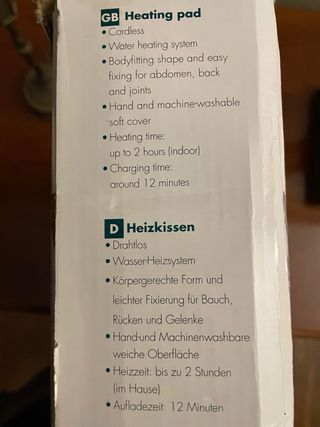 GB Heating pad
• Cordless
• Water heating system
• Bodyfitting shape and easy
fixing for abdomen, back
and joints
• Hand and machine-washable
soft cover
• Heating time:
up to 2 hours (indoor)
• Charging time:
around 12 minutes
D Heizkissen
• Drahtlos
• Wasser-Heizsystem
• Körpergerechte Form und
leichter Fixierung für Bauch,
Rücken und Gelenke
• Hand-und Machinenwashbare
weiche Oberfläche
• Heizzeit: bis zu 2 Stunden
(im Hause)
• Aufladezeit: 12 Minuten